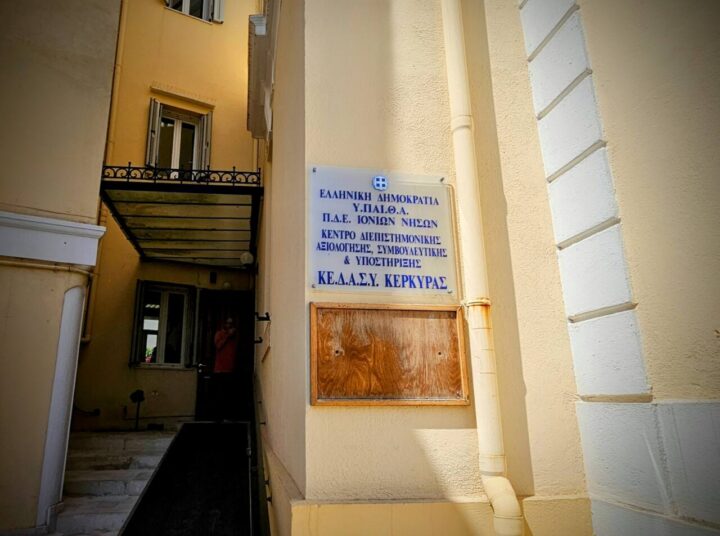 ΕΛΛΗΝΙΚΗ ΔΗΜΟΚΡΑΤΙΑ
Υ.ΠΑΙ.Θ.Α.
Π.Δ.Ε. ΙΟΝΙΩΝ ΝΗΣΩΝ
ΚΕΝΤΡΟ ΔΙΕΠΙΣΤΗΜΟΝΙΚΗΣ
ΑΞΙΟΛΟΓΗΣΗΣ, ΣΥΜΒΟΥΛΕΥΤΙΚΗΣ
& ΥΠΟΣΤΗΡΙΞΗΣ
ΚΕ.Δ.Α.Σ.Υ. ΚΕΡΚΥΡΑΣ